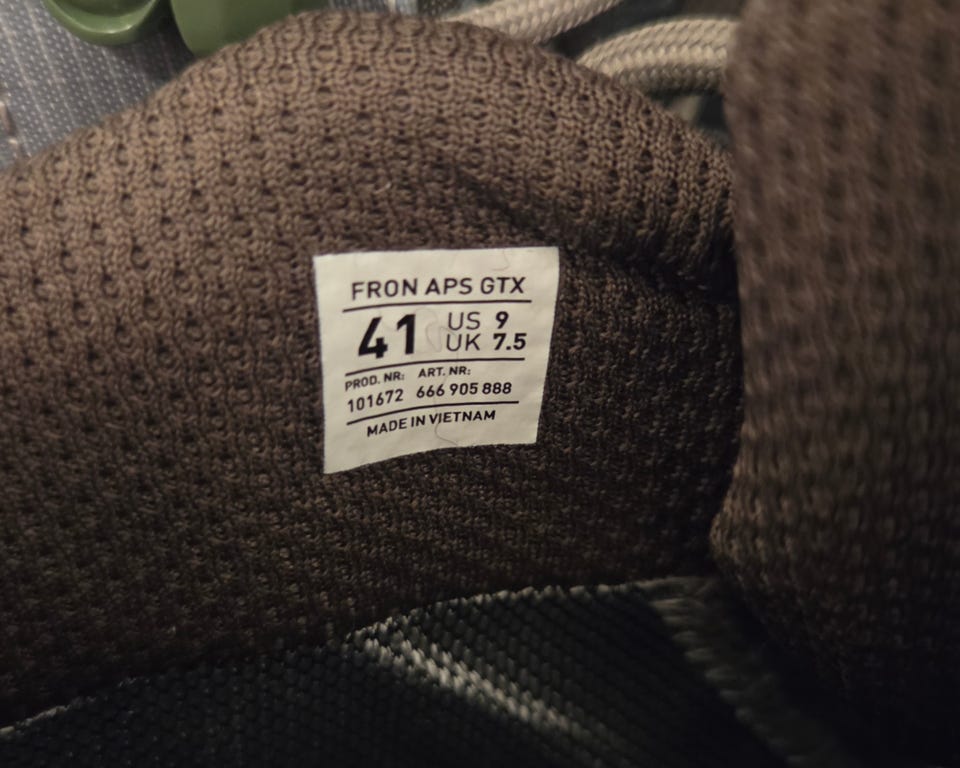 FRON APS GTX
41 US 9
UK 7.5
PROD. NR: ART. NR:
101672 666 905 888
MADE IN VIETNAM